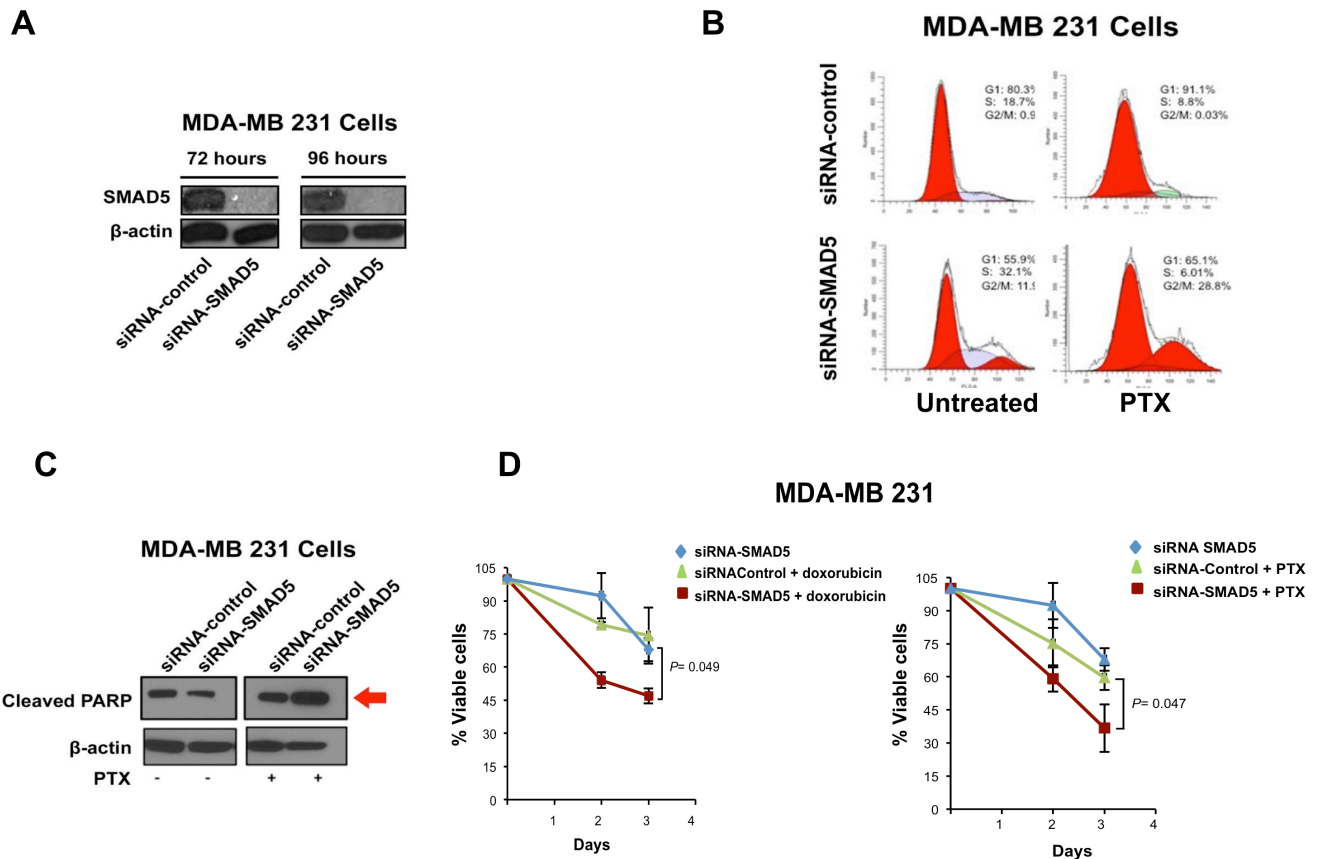 A
MDA-MB 231 Cells
72 hours 96 hours
SMAD5
β-actin
siRNA-control
siRNA-SMAD5
siRNA-control
siRNA-SMAD5
B
MDA-MB 231 Cells
siRNA-control
G1: 80.3%
S: 18.7%
G2/M: 0.9
G1: 91.1%
S: 8.8%
G2/M: 0.03%
siRNA-SMAD5
G1: 55.9%
S: 32.1%
G2/M: 11.9
G1: 65.1%
S: 6.01%
G2/M: 28.8%
Untreated PTX
C
MDA-MB 231 Cells
siRNA-control
siRNA-SMAD5
siRNA-control
siRNA-SMAD5
Cleaved PARP
β-actin
PTX - - + +
D
MDA-MB 231
siRNA-SMAD5
siRNAControl + doxorubicin
siRNA-SMAD5 + doxorubicin
% Viable cells
105
90
75
60
45
30
15
0
1 2 3 4
Days
P= 0.049
siRNA SMAD5
siRNA-Control + PTX
siRNA-SMAD5 + PTX
% Viable cells
105
90
75
60
45
30
15
0
1 2 3 4
Days
P= 0.047